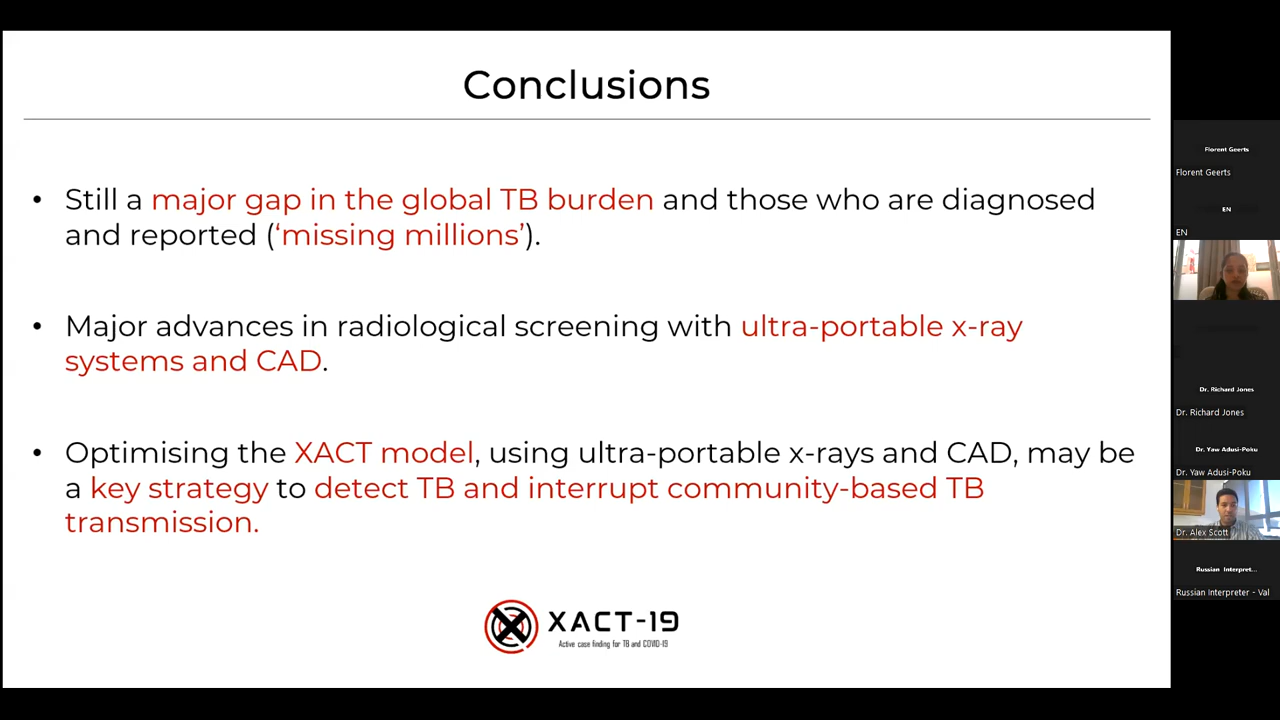 Conclusions
• Still a major gap in the global TB burden and those who are diagnosed
and reported (‘missing millions’).
• Major advances in radiological screening with ultra-portable x-ray
systems and CAD.
• Optimising the XACT model, using ultra-portable x-rays and CAD, may be
a key strategy to detect TB and interrupt community-based TB
transmission.
XACT-19
Active case finding for TB and COVID-19
Florent Geerts
Florent Geerts
EN
EN
Dr. Richard Jones
Dr. Richard Jones
Dr. Yaw Adusi-Poku
Dr. Yaw Adusi-Poku
Dr. Alex Scott
Russian Interpret...
Russian Interpreter - Val